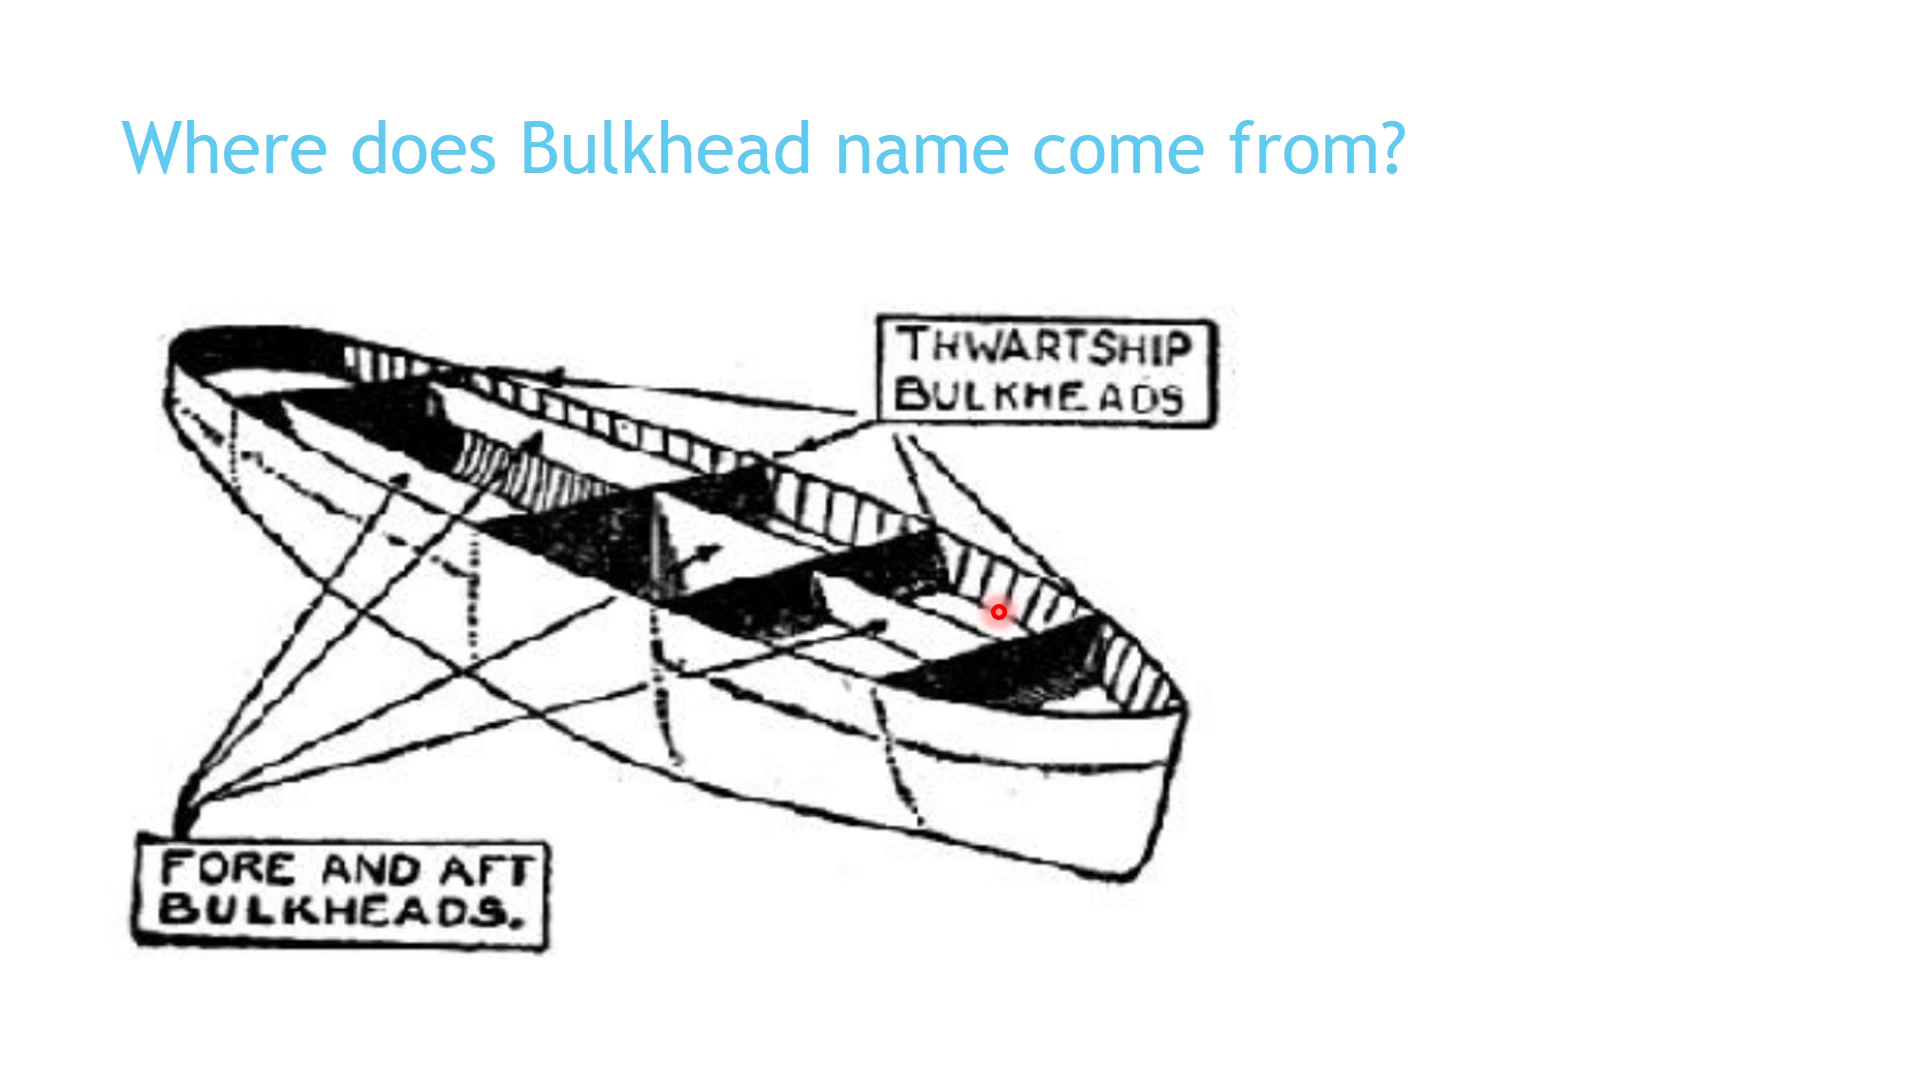 Where does Bulkhead name come from?
THWARTSHIP
BULKHEADS
FORE AND AFT
BULKHEADS.